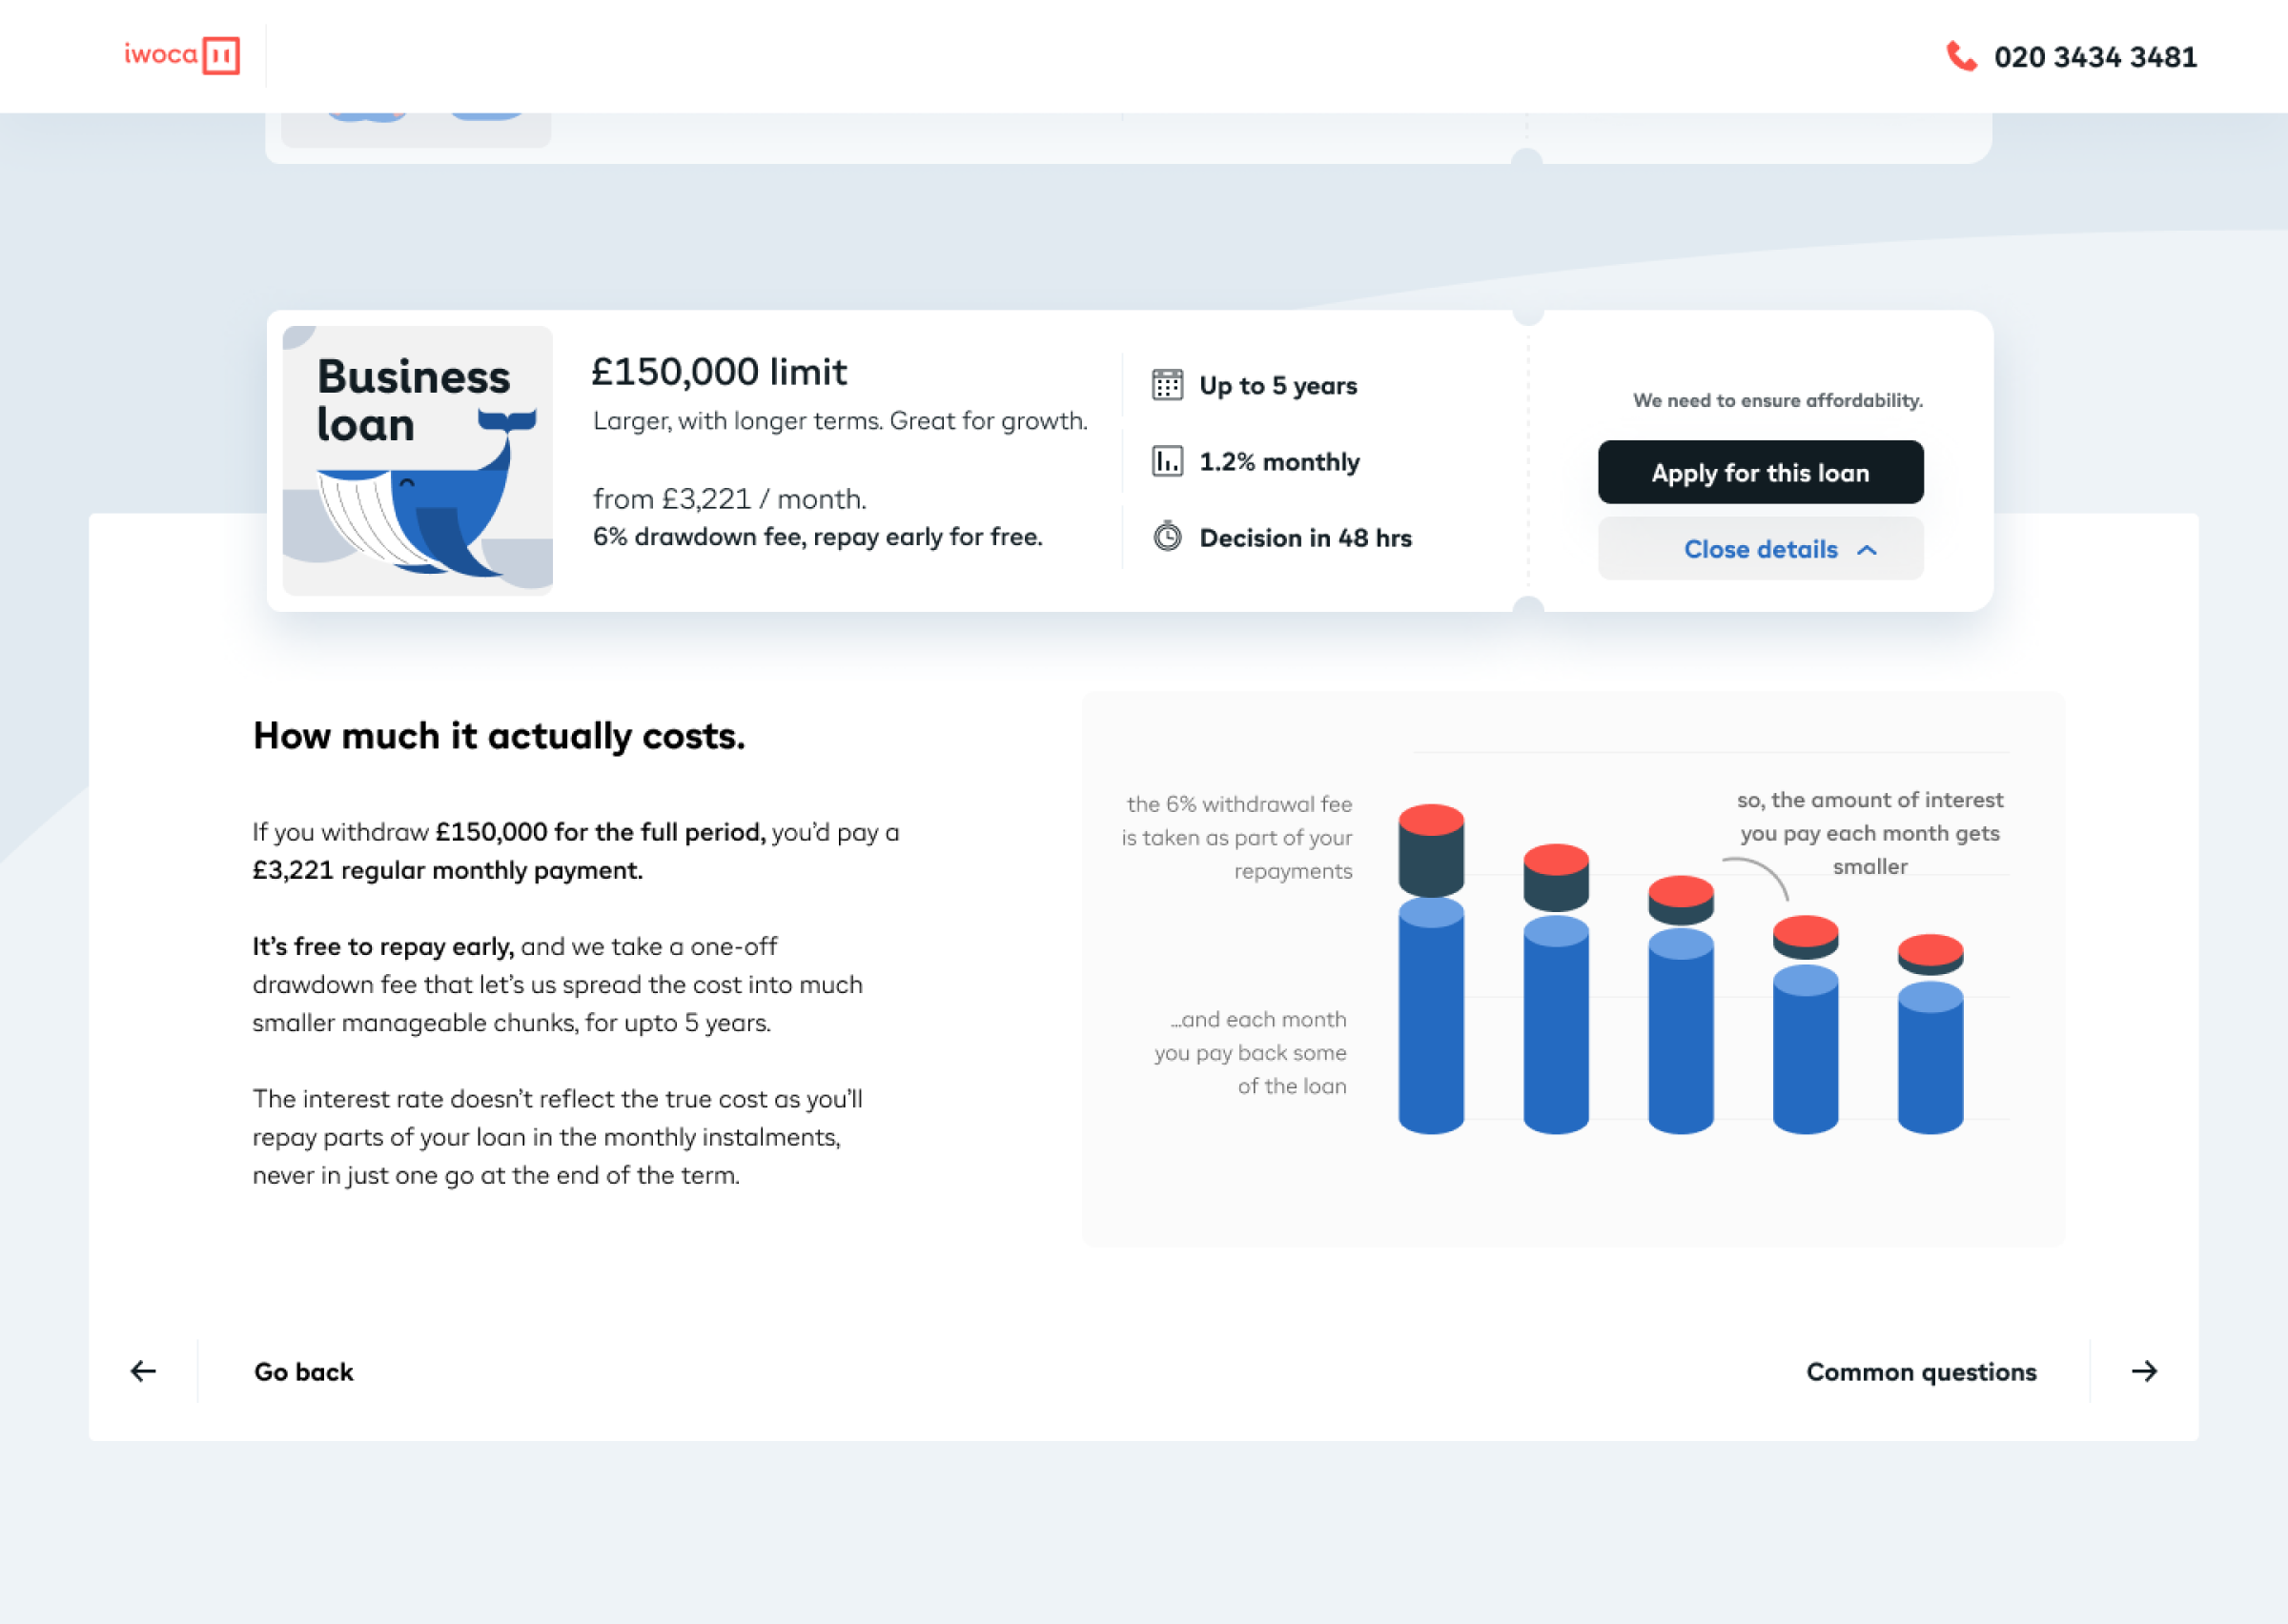 iwoca
020 3434 3481
Business
loan
£150,000 limit
Larger, with longer terms. Great for growth.
from £3,221 / month.
6% drawdown fee, repay early for free.
Up to 5 years
1.2% monthly
Decision in 48 hrs
We need to ensure affordability.
Apply for this loan
Close details
How much it actually costs.
If you withdraw £150,000 for the full period, you’d pay a
£3,221 regular monthly payment.
It’s free to repay early, and we take a one-off
drawdown fee that let’s us spread the cost into much
smaller manageable chunks, for upto 5 years.
The interest rate doesn’t reflect the true cost as you’ll
repay parts of your loan in the monthly instalments,
never in just one go at the end of the term.
the 6% withdrawal fee
is taken as part of your
repayments
...and each month
you pay back some
of the loan
so, the amount of interest
you pay each month gets
smaller
Go back
Common questions